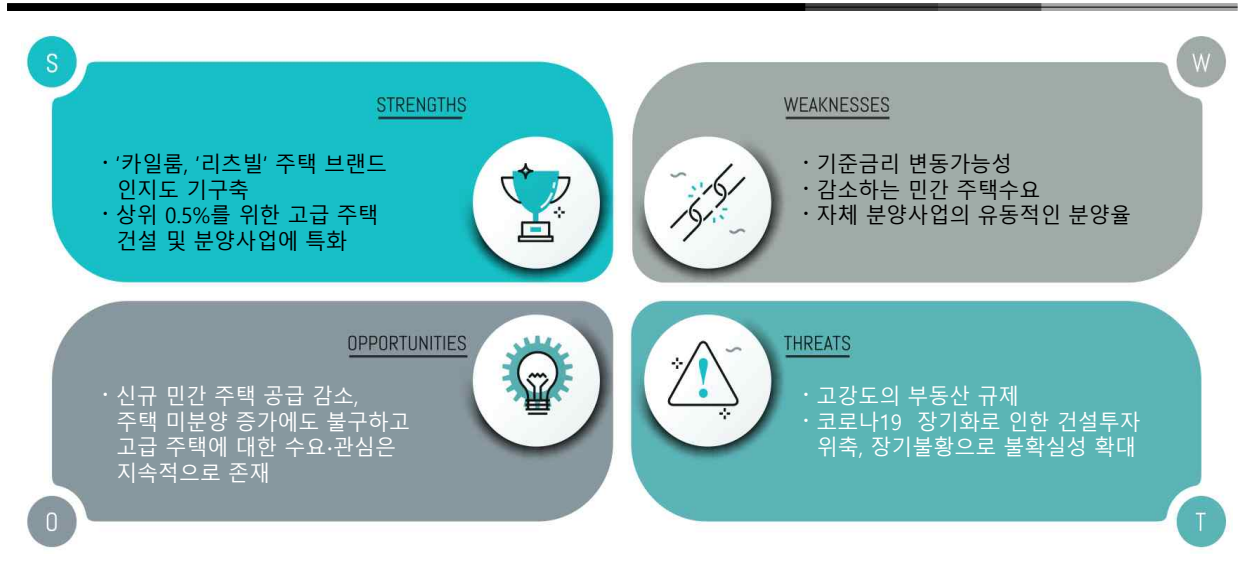 S
STRENGTHS
· ‘카일룸, ‘리츠빌’ 주택 브랜드
인지도 기구축
· 상위 0.5%를 위한 고급 주택
건설 및 분양사업에 특화
W
WEAKNESSES
· 기준금리 변동가능성
· 감소하는 민간 주택수요
· 자체 분양사업의 유동적인 분양율
O
OPPORTUNITIES
· 신규 민간 주택 공급 감소,
주택 미분양 증가에도 불구하고
고급 주택에 대한 수요·관심은
지속적으로 존재
T
THREATS
· 고강도의 부동산 규제
· 코로나19 장기화로 인한 건설투자
위축, 장기불황으로 불확실성 확대